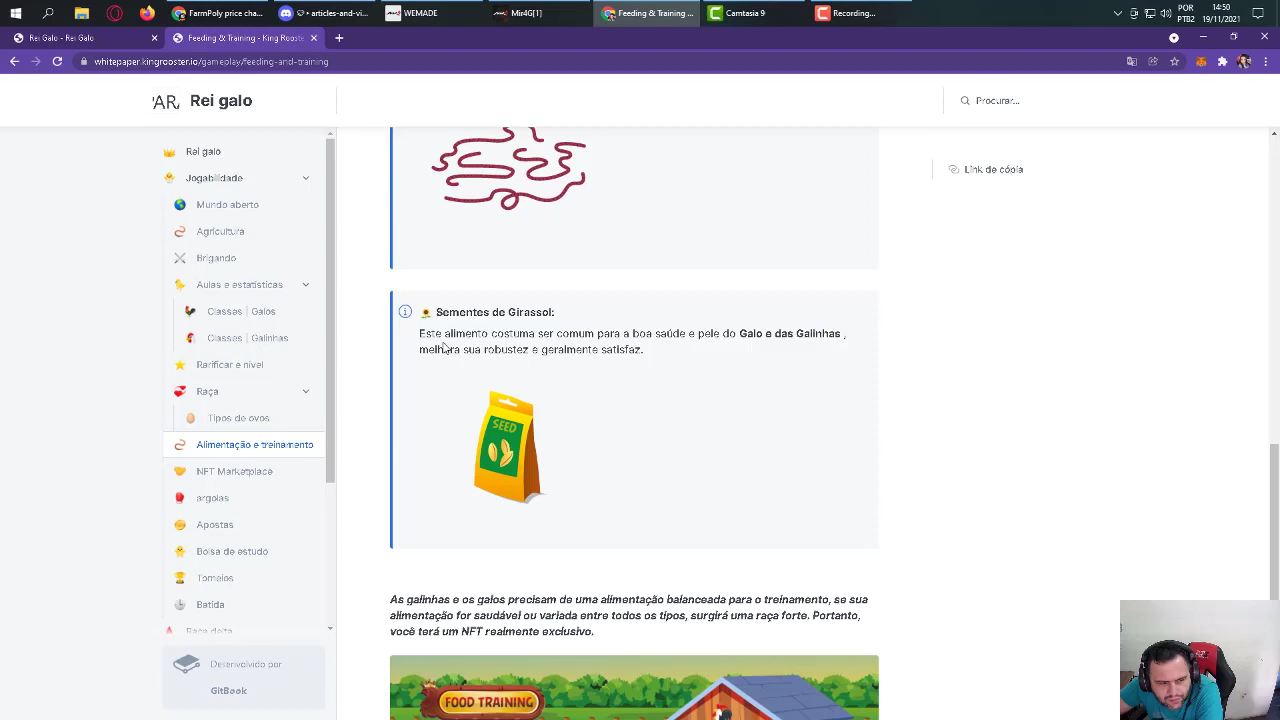 FarmPoly price cha...
• articles-and-vi...
WEMADE
Mir4G[1]
Feeding & Training ...
Camtasia 9
Recording...
POR
PTB2
14:50
19/11/2021
Rei Galo - Rei Galo
Feeding & Training - King Rooste
whitepaper.kingrooster.io/gameplay/feeding-and-training
Rei galo
Procurar...
Rei galo
Jogabilidade
Mundo aberto
Agricultura
Brigando
Aulas e estatísticas
Classes | Galos
Classes | Galinhas
Rarificar e nível
Raça
Tipos de ovos
Alimentação e treinamento
NFT Marketplace
argolas
Apostas
Bolsa de estudo
Torneios
Batida
Raça delta
Desenvolvido por
GitBook
Link de cópia
Sementes de Girassol:
Este alimento costuma ser comum para a boa saúde e pele do Galo e das Galinhas ,
melhora sua robustez e geralmente satisfaz.
SEED
As galinhas e os galos precisam de uma alimentação balanceada para o treinamento, se sua
alimentação for saudável ou variada entre todos os tipos, surgirá uma raça forte. Portanto,
você terá um NFT realmente exclusivo.
FOOD TRAINING